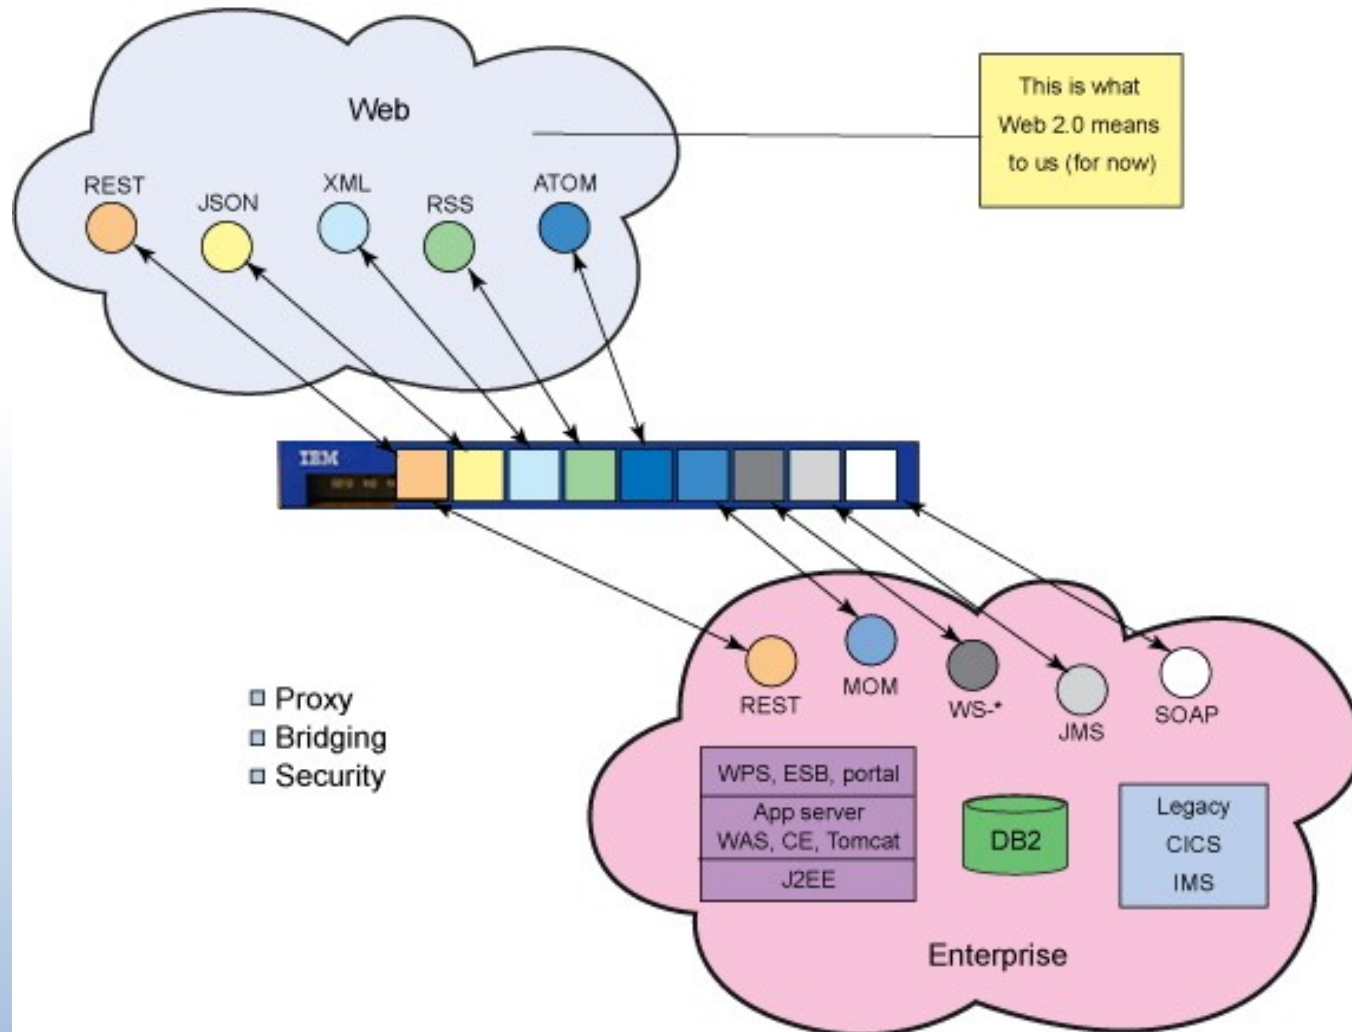 Web
This is what
Web 2.0 means
to us (for now)
REST
JSON
XML
RSS
ATOM
IBM
Proxy
Bridging
Security
REST
MOM
WS-*
JMS
SOAP
WPS, ESB, portal
App server
WAS, CE, Tomcat
J2EE
DB2
Legacy
CICS
IMS
Enterprise